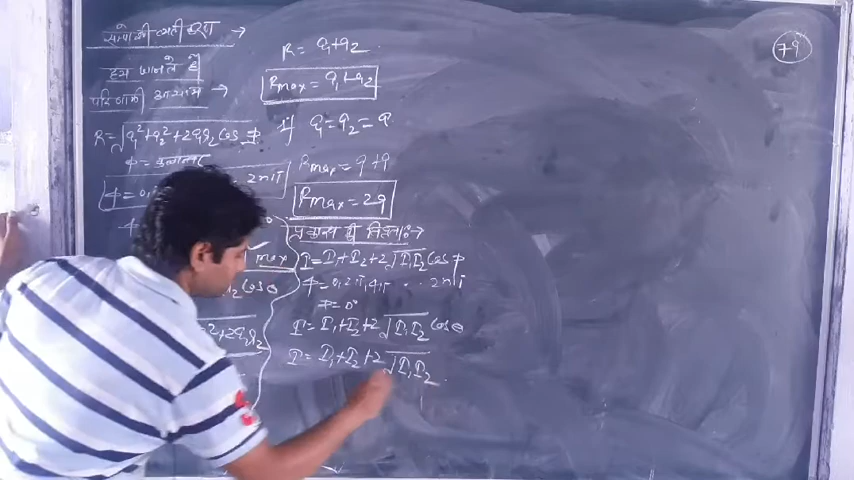 संपोषी व्यतीकरण →
हम जानते हैं
परिणामी आयाम →
R = √a₁²+a₂²+2a₁a₂ Cos φ
φ = कलान्तर
φ = 0, 2nπ
max
R = a₁+a₂
Rmax = a₁+a₂
if a₁ = a₂ = a
Rmax = a+a
Rmax = 2a
प्रकाश की तीव्रता :→
I = I₁+I₂+2√I₁I₂ Cos φ
φ = 0, 2π, 4π . . . 2nπ
φ = 0°
I = I₁+I₂+2√I₁I₂ Cos 0
I = I₁+I₂+2√I₁I₂
79